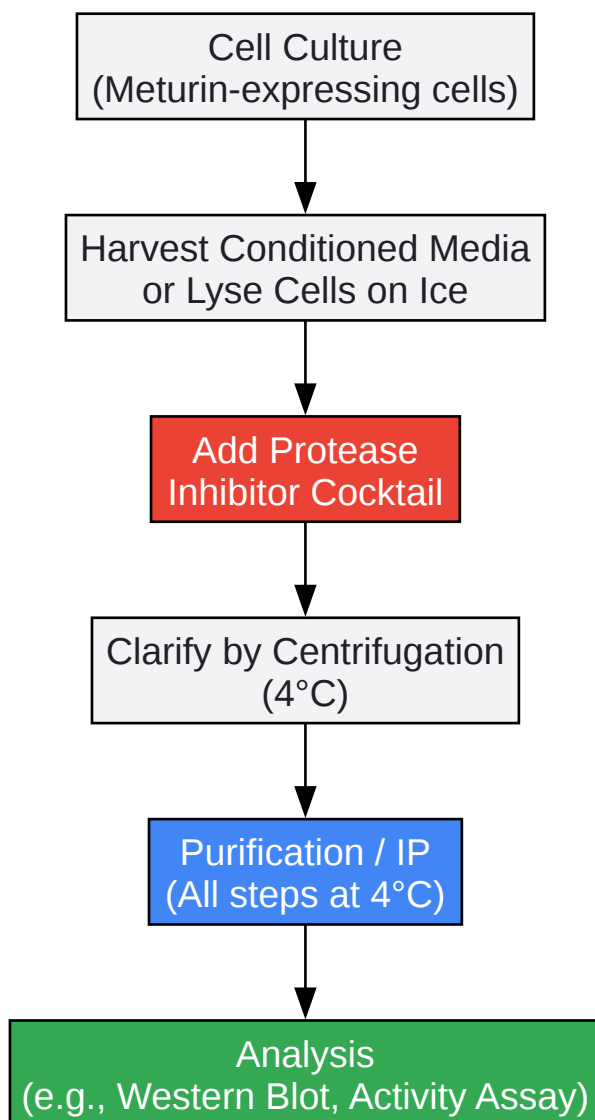 Cell Culture
(Meturin-expressing cells)
Harvest Conditioned Media
or Lyse Cells on Ice
Add Protease
Inhibitor Cocktail
Clarify by Centrifugation
(4°C)
Purification / IP
(All steps at 4°C)
Analysis
(e.g., Western Blot, Activity Assay)